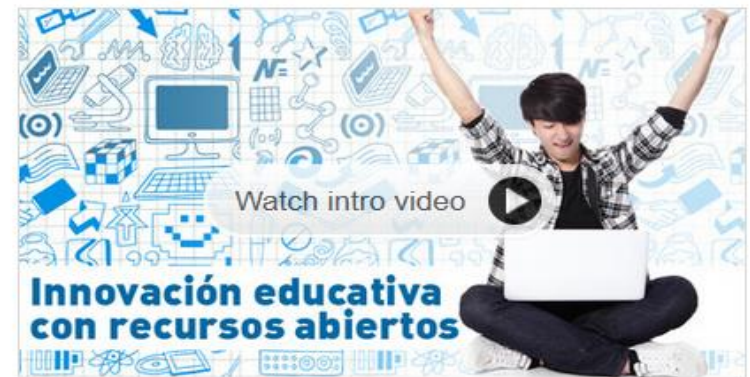 Watch intro video
Innovación educativa
con recursos abiertos